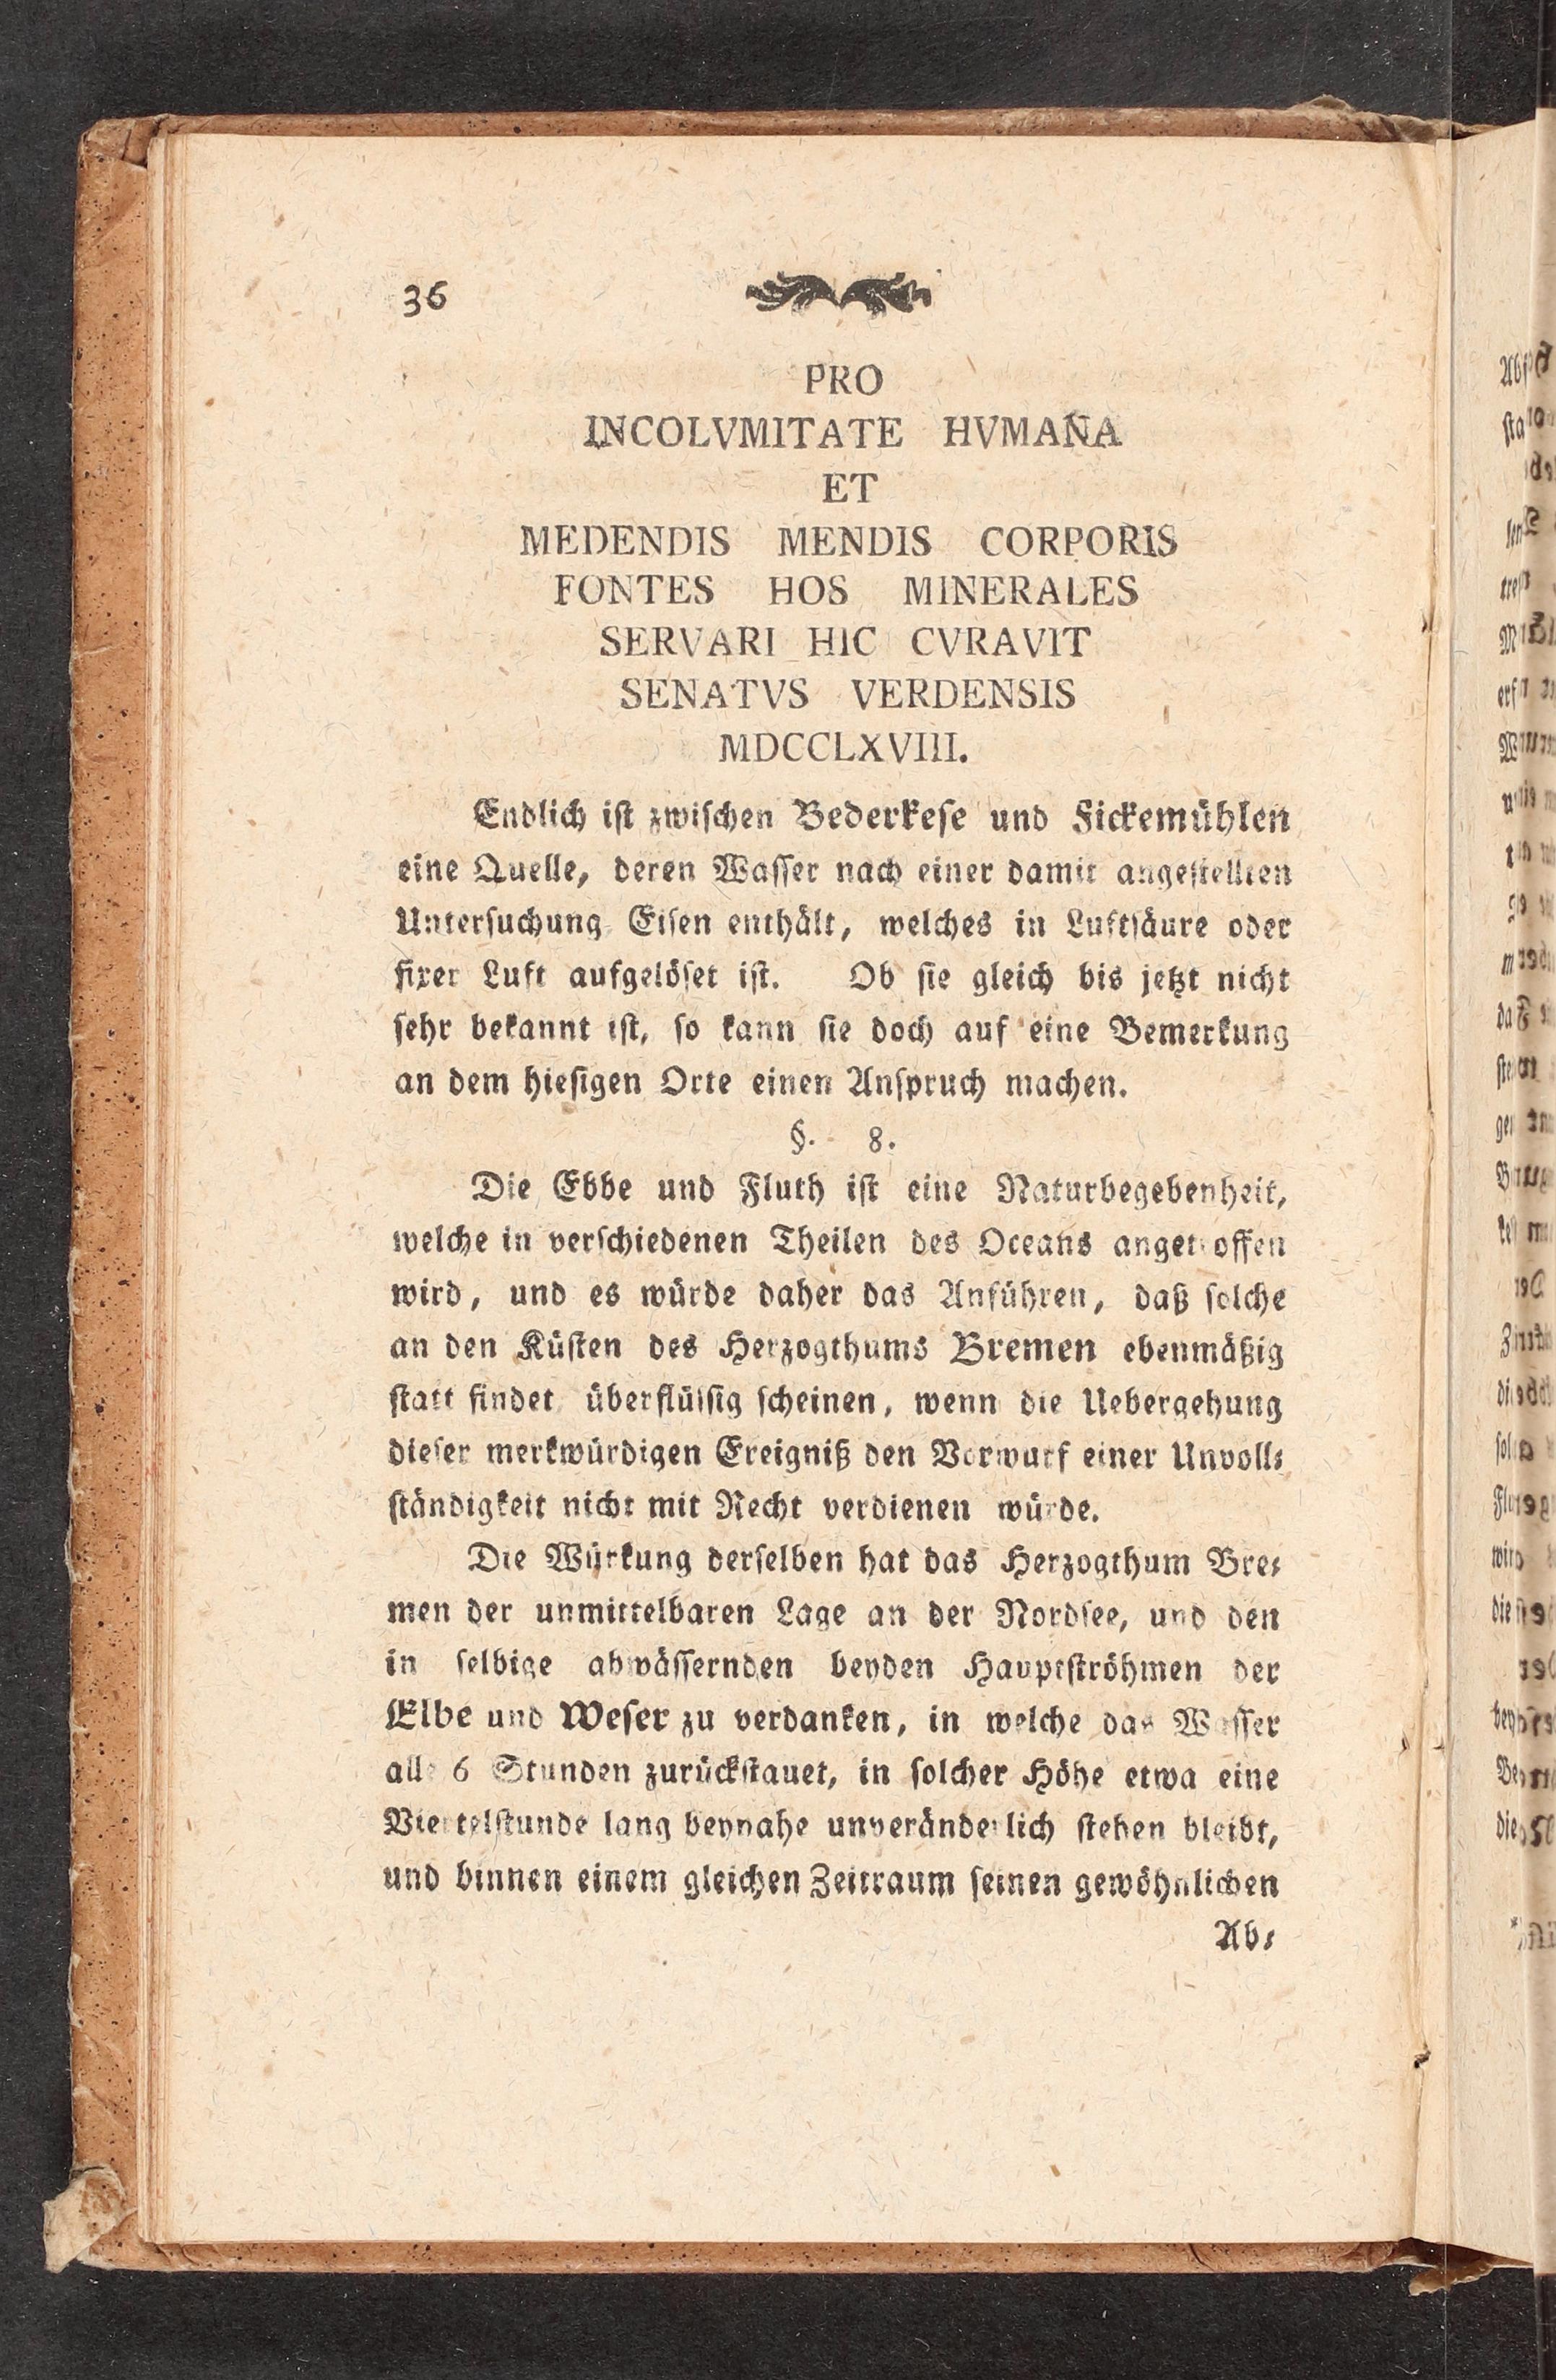 36
PRO
INCOLVMITATE HVMANA
ET
MEDENDIS MENDIS CORPORIS
FONTES HOS MINERALES
SERVARI HIC CVRAVIT
SENATVS VERDENSIS
MDCCLXVIII.
Endlich iſt zwiſchen Bederkeſe und Fickemühlen
eine Quelle, deren Waſſer nach einer damit angeſtellten
Unterſuchung Eiſen enthält, welches in Luftſäure oder
fixer Luft aufgelöſet iſt. Ob ſie gleich bis jetzt nicht
ſehr bekannt iſt, ſo kann ſie doch auf eine Bemerkung
an dem hieſigen Orte einen Anſpruch machen.
§. 8.
Die Ebbe und Fluth iſt eine Naturbegebenheit,
welche in verſchiedenen Theilen des Oceans angetroffen
wird, und es würde daher das Anführen, daß ſolche
an den Küſten des Herzogthums Bremen ebenmäßig
ſtatt findet überflüſſig ſcheinen, wenn die Uebergehung
dieſer merkwürdigen Ereigniß den Vorwurf einer Unvoll⸗
ſtändigkeit nicht mit Recht verdienen würde.
Die Würkung derſelben hat das Herzogthum Bre⸗
men der unmittelbaren Lage an der Nordſee, und den
in ſelbige abwäſſernden beyden Hauptſtröhmen der
Elbe und Weſer zu verdanken, in welche das Waſſer
alle 6 Stunden zurückſtauet, in ſolcher Höhe etwa eine
Viertelſtunde lang beynahe unveränderlich ſtehen bleibt,
und binnen einem gleichen Zeitraum ſeinen gewöhnlichen
Ab⸗